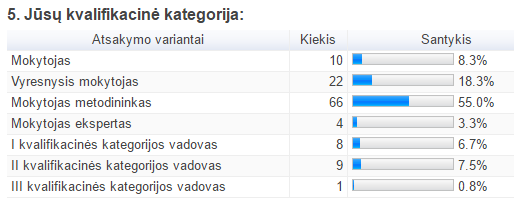 5. Jūsų kvalifikacinė kategorija:
Atsakymo variantai Kiekis Santykis
Mokytojas 10 8.3%
Vyresnysis mokytojas 22 18.3%
Mokytojas metodininkas 66 55.0%
Mokytojas ekspertas 4 3.3%
I kvalifikacinės kategorijos vadovas 8 6.7%
II kvalifikacinės kategorijos vadovas 9 7.5%
III kvalifikacinės kategorijos vadovas 1 0.8%